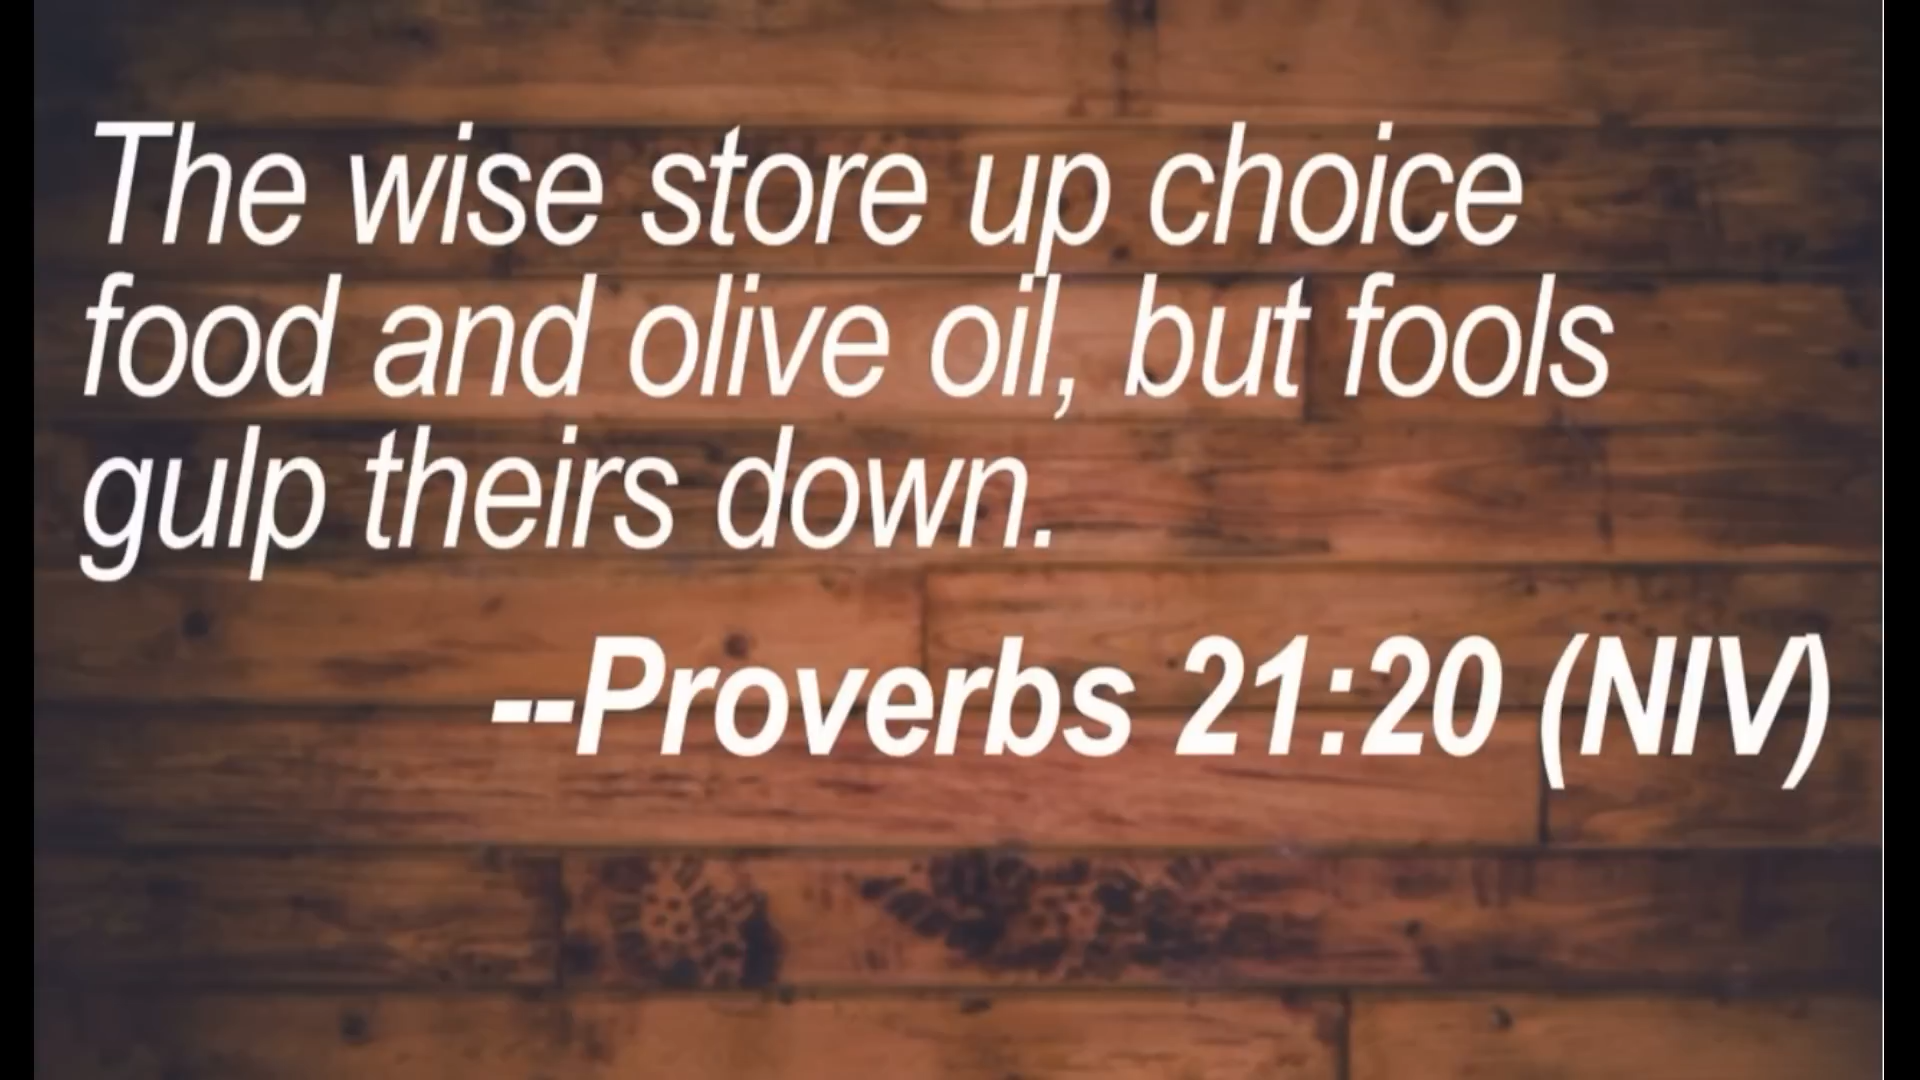 The wise store up choice
food and olive oil, but fools
gulp theirs down.
--Proverbs 21:20 (NIV)